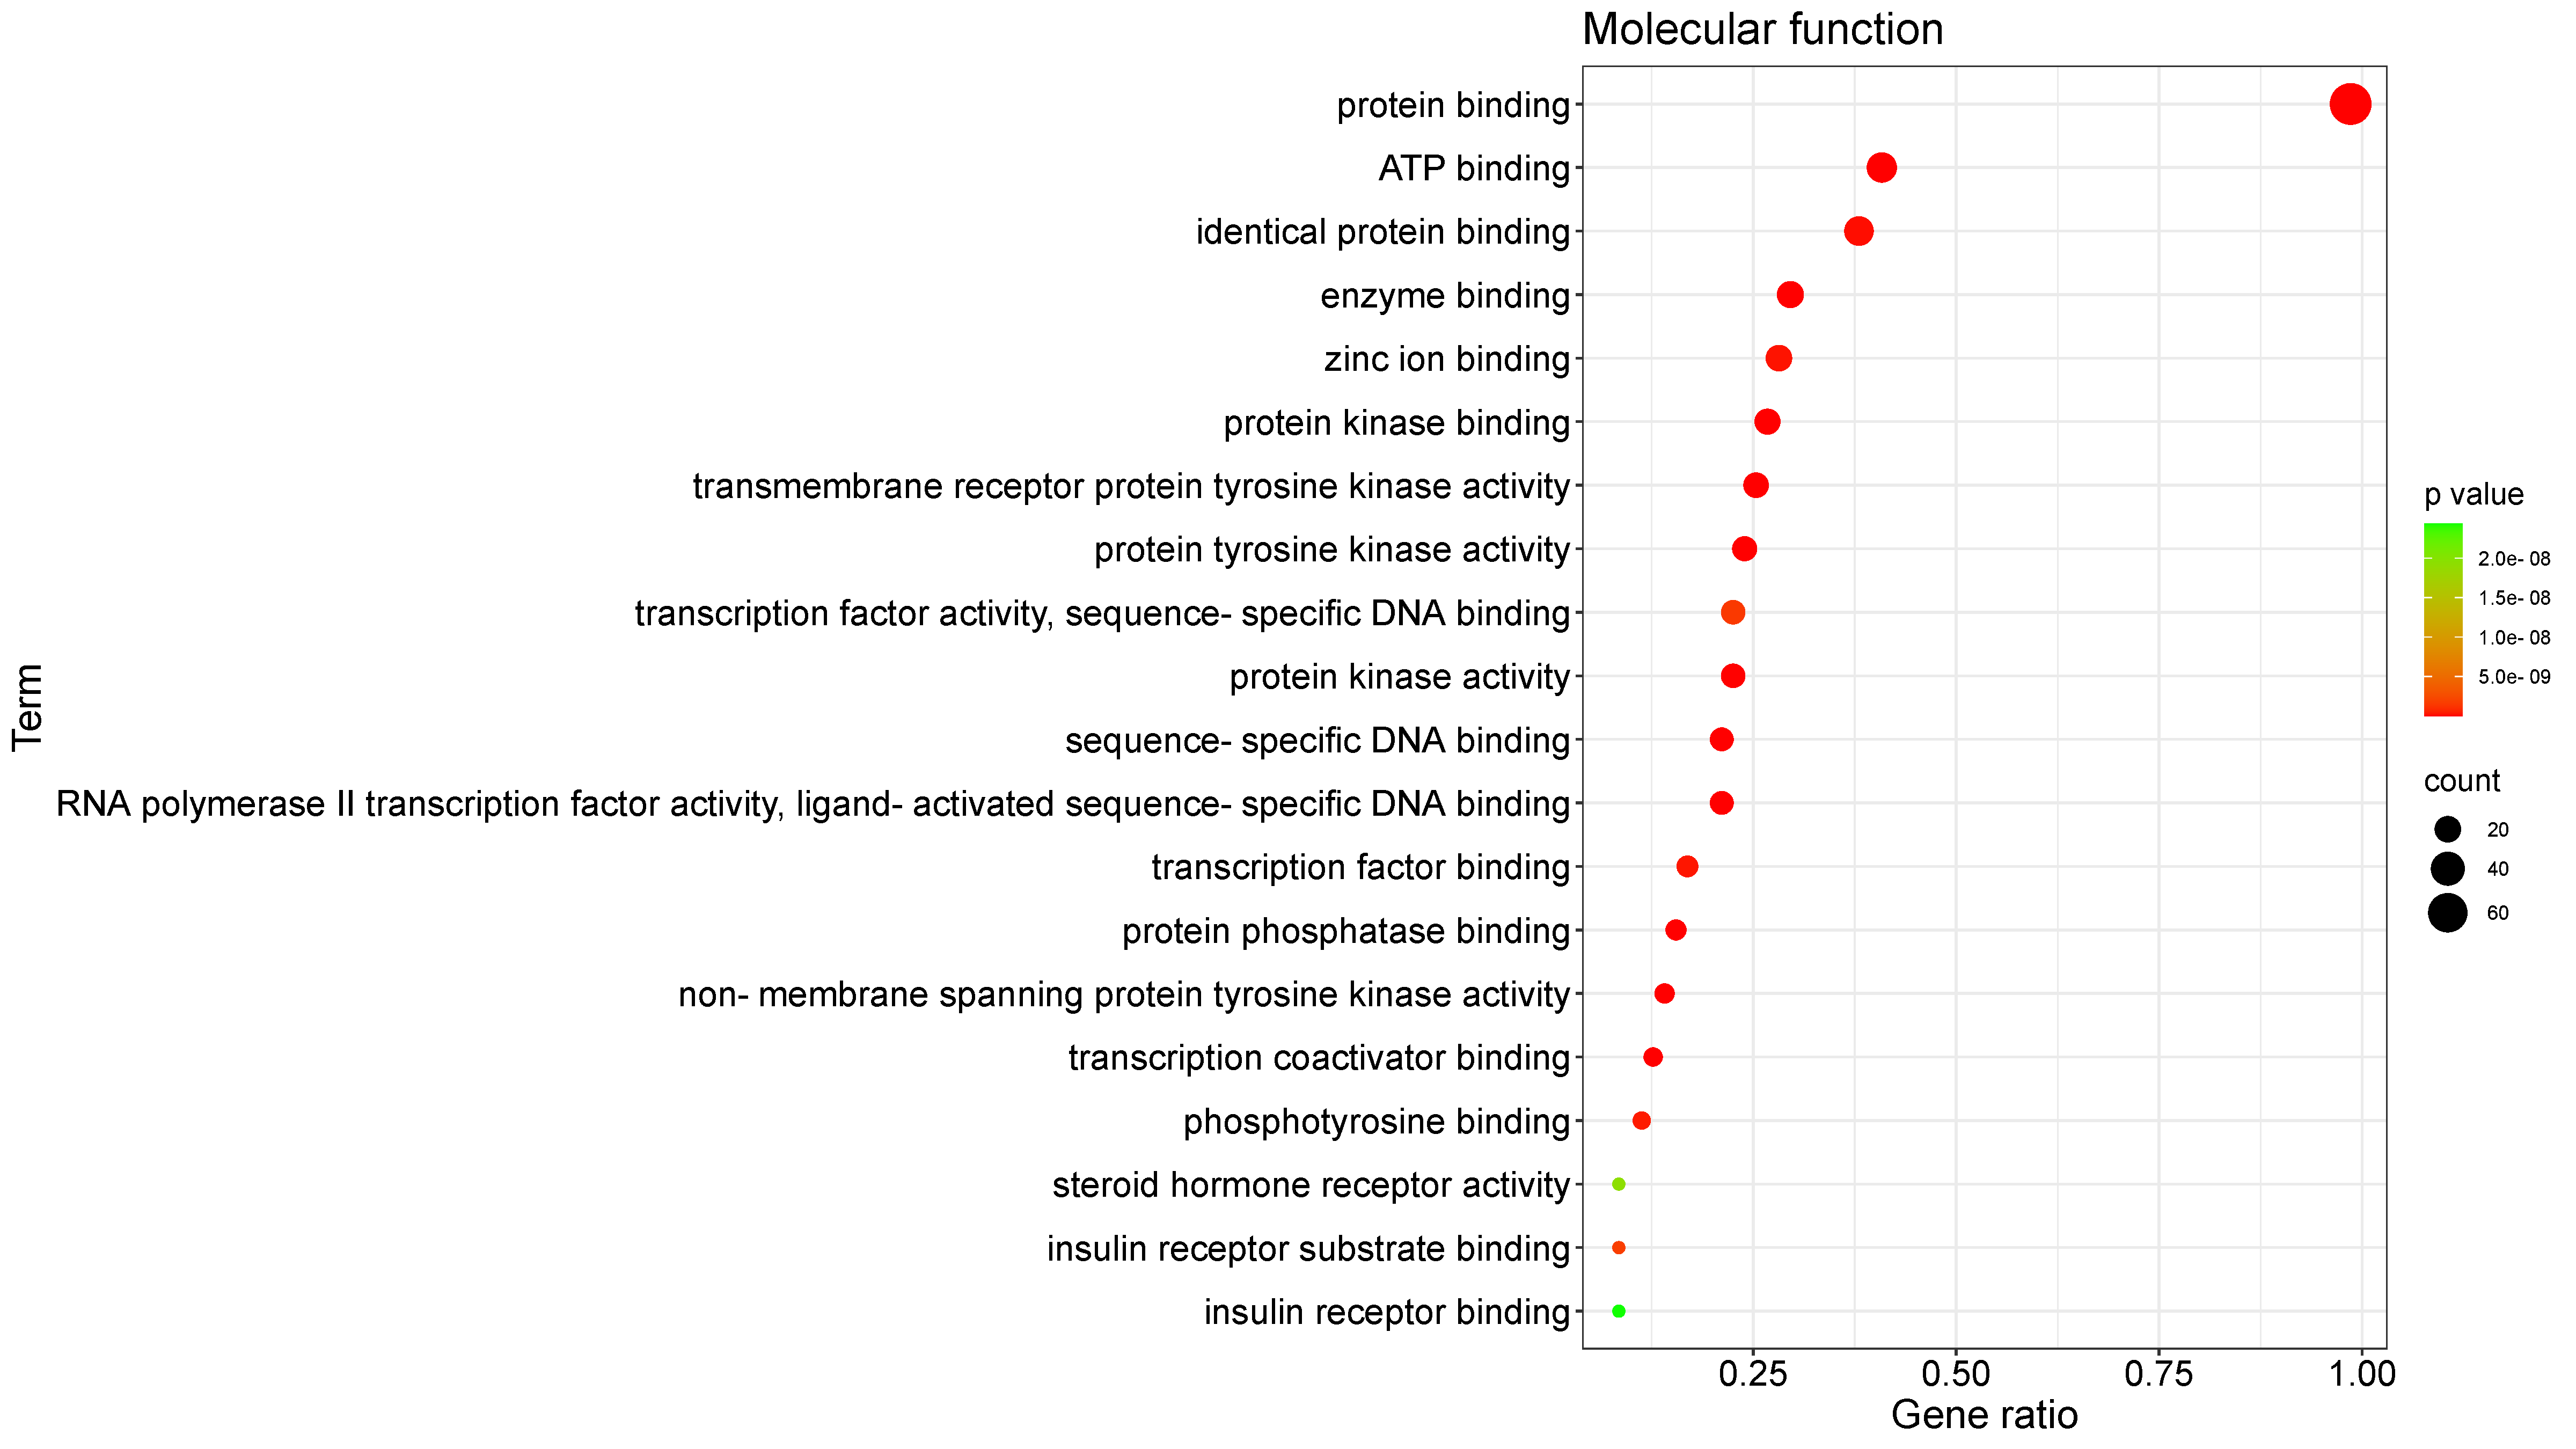 Molecular function
protein binding
ATP binding
identical protein binding
enzyme binding
zinc ion binding
protein kinase binding
transmembrane receptor protein tyrosine kinase activity
protein tyrosine kinase activity
transcription factor activity, sequence- specific DNA binding
protein kinase activity
sequence- specific DNA binding
RNA polymerase II transcription factor activity, ligand- activated sequence- specific DNA binding
transcription factor binding
protein phosphatase binding
non- membrane spanning protein tyrosine kinase activity
transcription coactivator binding
phosphotyrosine binding
steroid hormone receptor activity
insulin receptor substrate binding
insulin receptor binding
Term
0.25 0.50 0.75 1.00
Gene ratio
p value
2.0e- 08
1.5e- 08
1.0e- 08
5.0e- 09
count
20
40
60